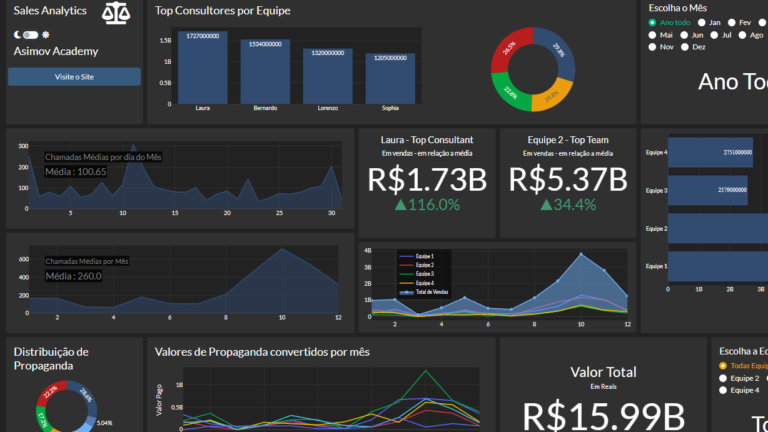 Sales Analytics
Asimov Academy
Visite o Site
Top Consultores por Equipe
1.5B
1B
0.5B
0
1727000000
1534000000
1320000000
1205000000
Laura
Bernardo
Lorenzo
Sophia
29.8%
20.8%
22.8%
26.5%
Escolha o Mês
Ano todo
Jan
Fev
Mai
Jun
Jul
Ago
Nov
Dez
Ano To
Chamadas Médias por dia do Mês
Média : 100.65
300
200
100
0
5
10
15
20
25
30
Laura - Top Consultant
Em vendas - em relação a média
R$1.73B
▲116.0%
Equipe 2 - Top Team
Em vendas - em relação a média
R$5.37B
▲34.4%
Equipe 4
Equipe 3
Equipe 2
Equipe 1
2751000000
2579000000
0
1B
2B
3B
Chamadas Médias por Mês
Média : 260.0
600
400
200
0
2
4
6
8
10
12
4B
3B
2B
1B
0
Equipe 1
Equipe 2
Equipe 3
Equipe 4
Total de Vendas
2
4
6
8
10
12
Distribuição de
Propaganda
22.2%
28.6%
5.04%
17.2%
Valores de Propaganda convertidos por mês
Valor Pago
1B
0.5B
0
Valor Total
Em Reais
R$15.99B
Escolha a E
Todas Equip
Equipe 2
Equipe 4